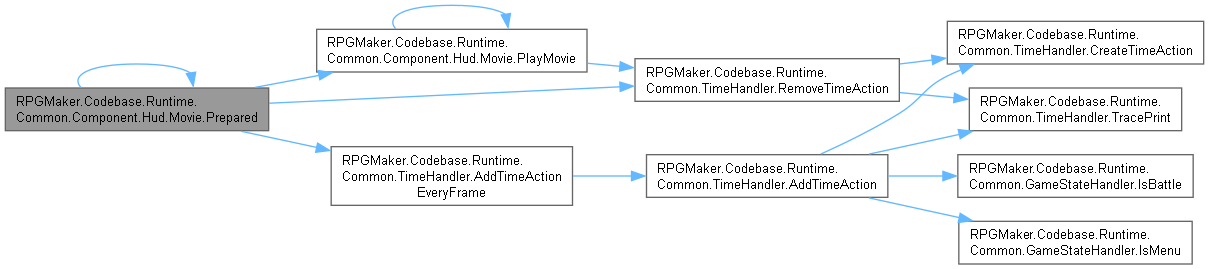 RPGMaker.Codebase.Runtime.
Common.Component.Hud.Movie.Prepared
RPGMaker.Codebase.Runtime.
Common.Component.Hud.Movie.PlayMovie
RPGMaker.Codebase.Runtime.
Common.TimeHandler.RemoveTimeAction
RPGMaker.Codebase.Runtime.
Common.TimeHandler.CreateTimeAction
RPGMaker.Codebase.Runtime.
Common.TimeHandler.TracePrint
RPGMaker.Codebase.Runtime.
Common.TimeHandler.AddTimeAction
EveryFrame
RPGMaker.Codebase.Runtime.
Common.TimeHandler.AddTimeAction
RPGMaker.Codebase.Runtime.
Common.GameStateHandler.IsBattle
RPGMaker.Codebase.Runtime.
Common.GameStateHandler.IsMenu